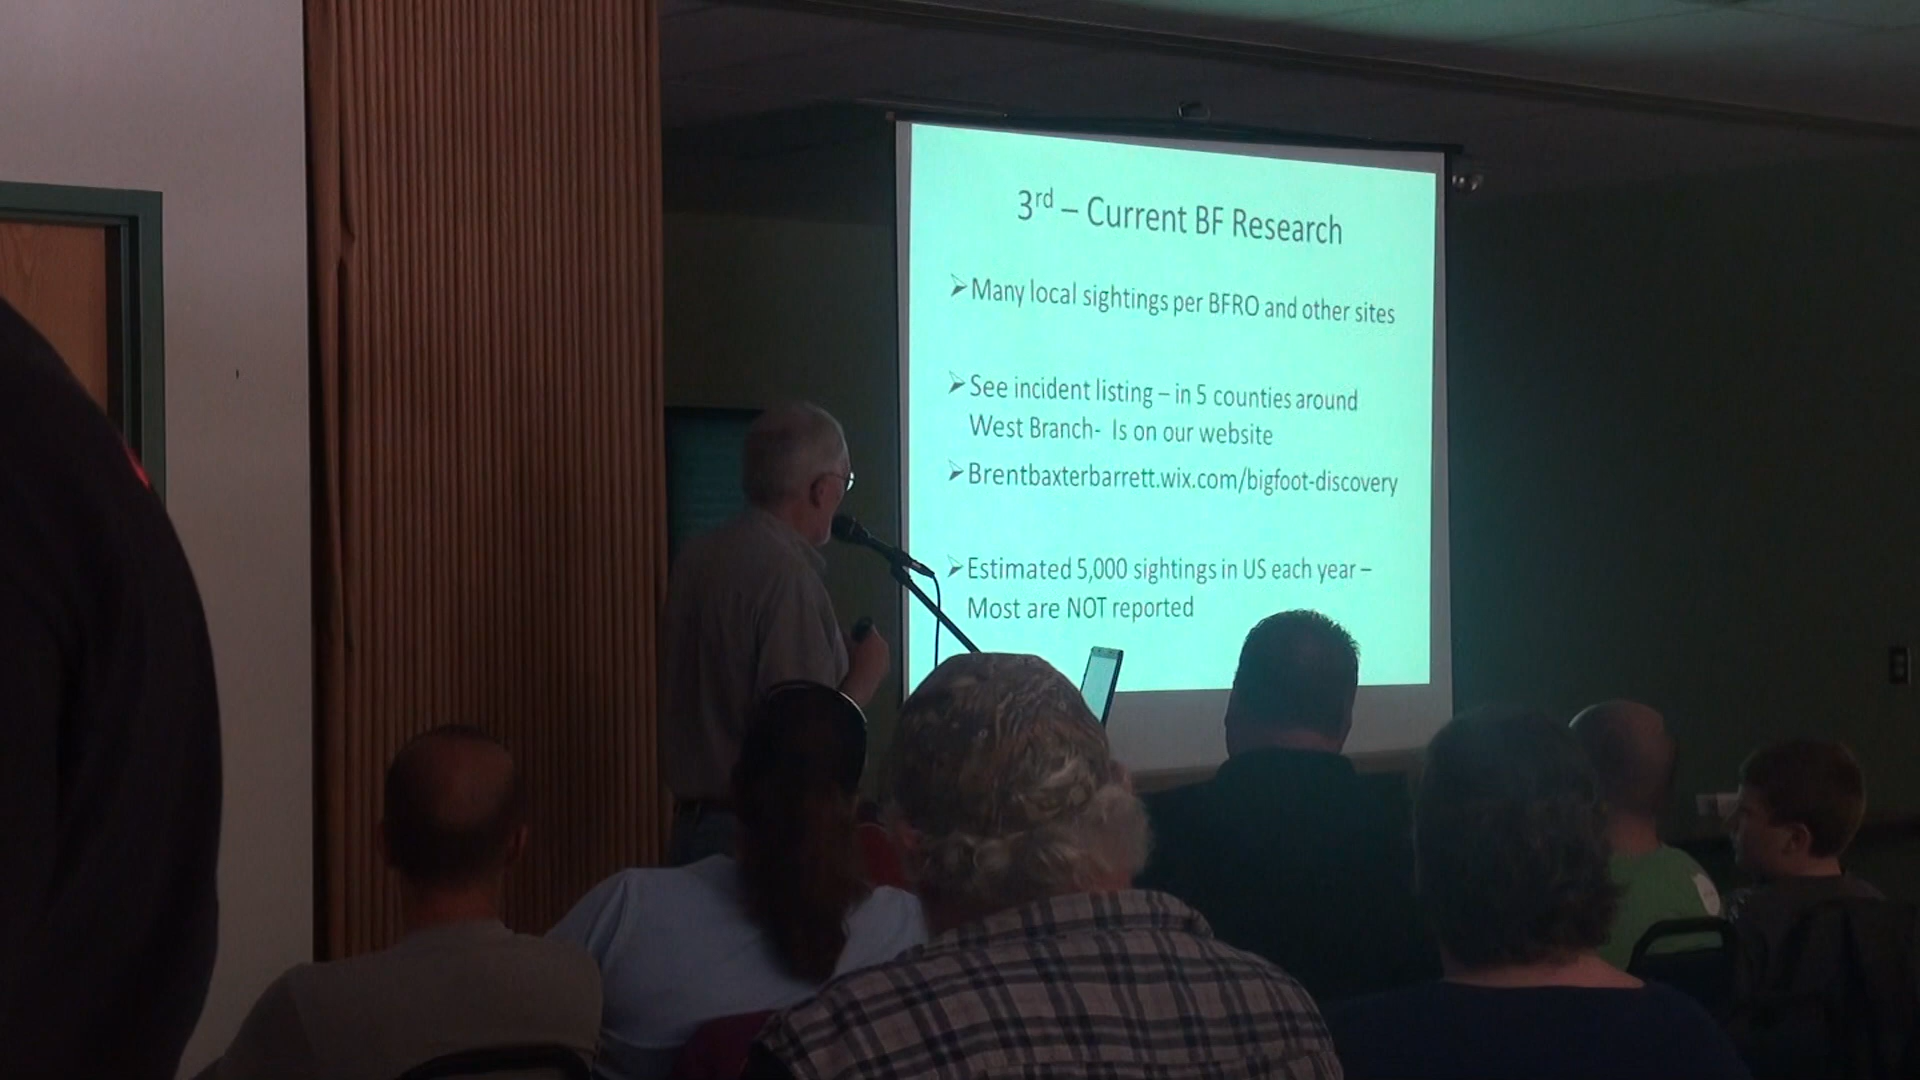 3rd – Current BF Research
➢Many local sightings per BFRO and other sites
➢See incident listing – in 5 counties around
West Branch- Is on our website
➢Brentbaxterbarrett.wix.com/bigfoot-discovery
➢Estimated 5,000 sightings in US each year –
Most are NOT reported